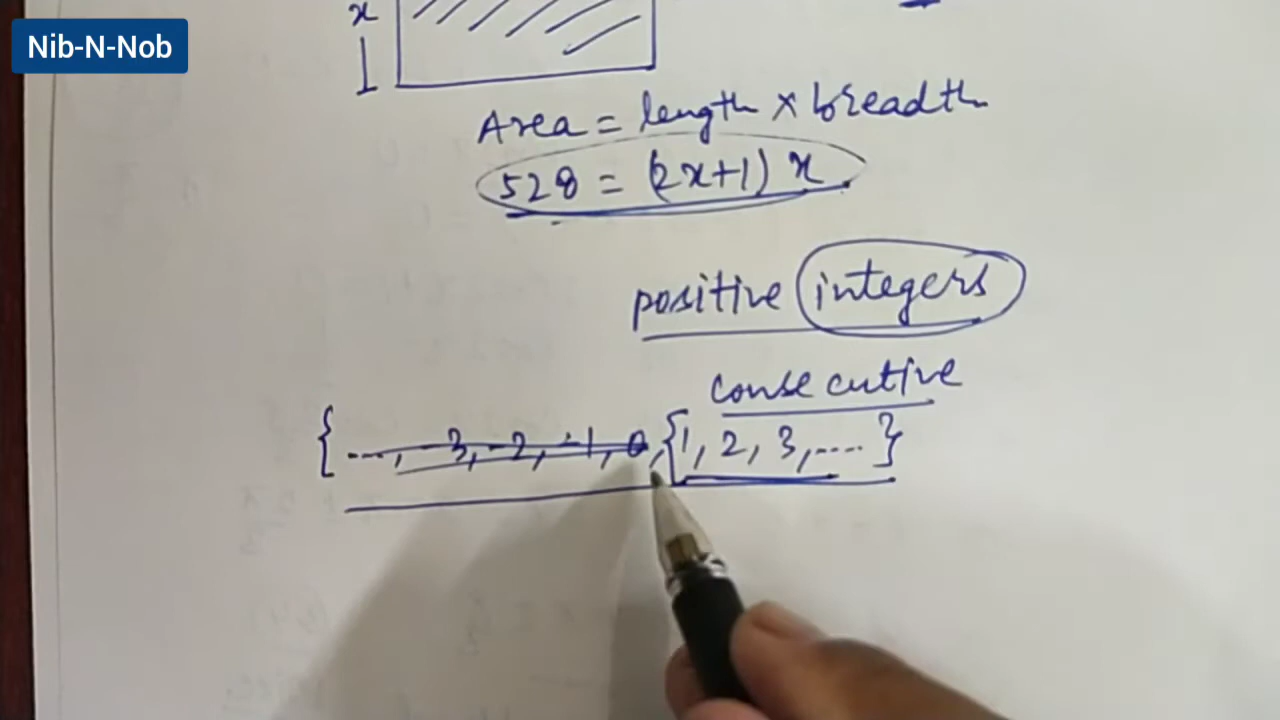 Nib-N-Nob
x
Area = length × breadth
528 = (2x+1) x
positive integers
consecutive
{ ..., -3, -2, -1, 0, {1, 2, 3, .... }